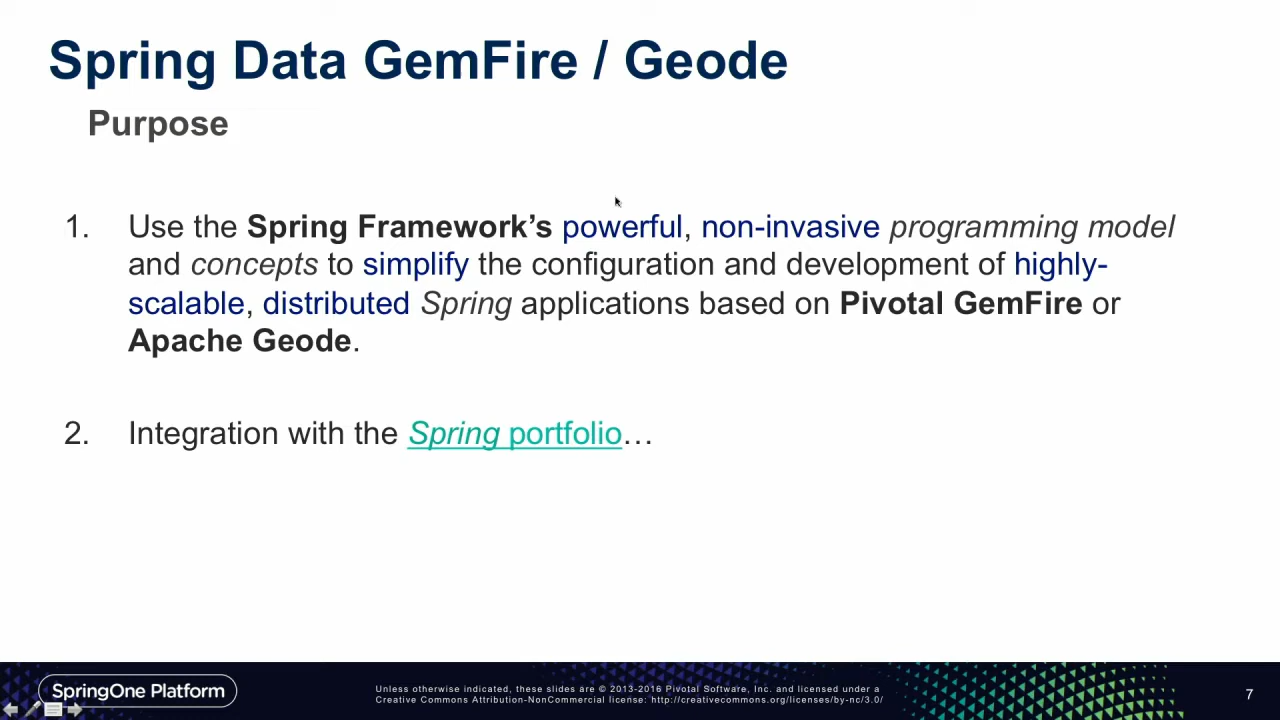 Spring Data GemFire / Geode
Purpose
1. Use the Spring Framework’s powerful, non-invasive programming model
and concepts to simplify the configuration and development of highly-
scalable, distributed Spring applications based on Pivotal GemFire or
Apache Geode.
2. Integration with the Spring portfolio…
SpringOne Platform
Unless otherwise indicated, these slides are © 2013-2016 Pivotal Software, Inc. and licensed under a
Creative Commons Attribution-NonCommercial license: http://creativecommons.org/licenses/by-nc/3.0/
7